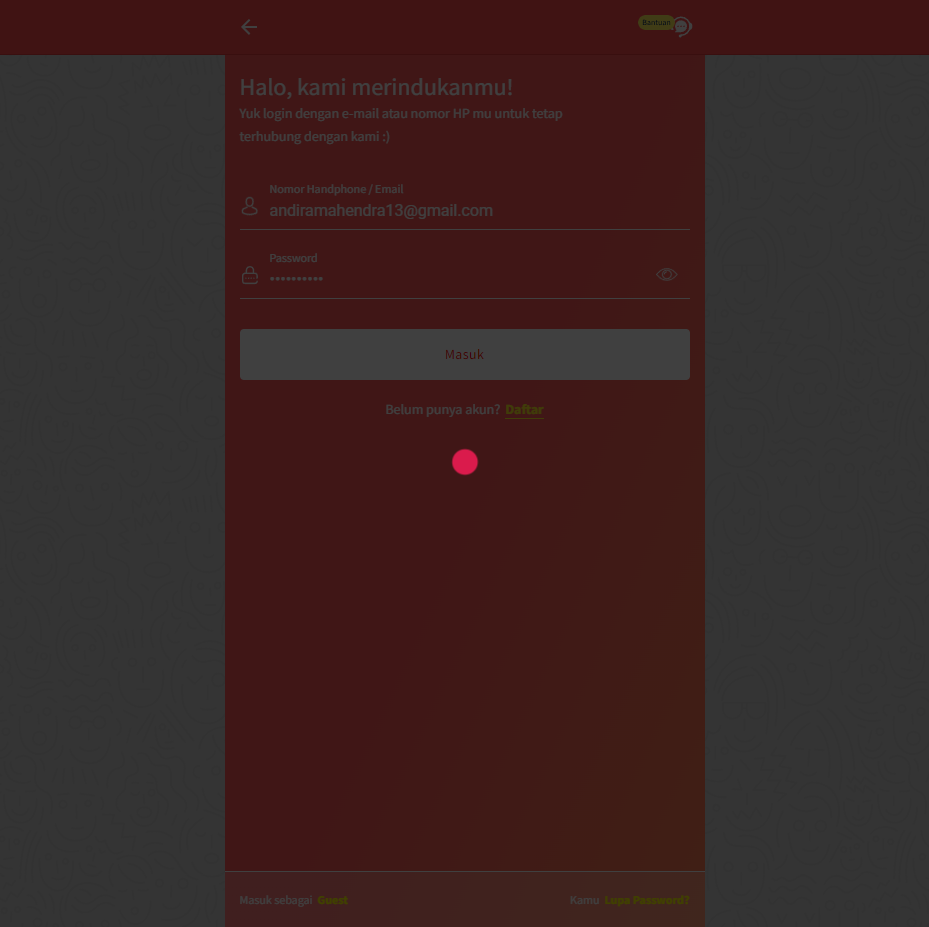 Bantuan
Halo, kami merindukanmu!
Yuk login dengan e-mail atau nomor HP mu untuk tetap
terhubung dengan kami :)
Nomor Handphone / Email
andiramahendra13@gmail.com
Password
••••••••••
Masuk
Belum punya akun? Daftar
Masuk sebagai Guest
Kamu Lupa Password?